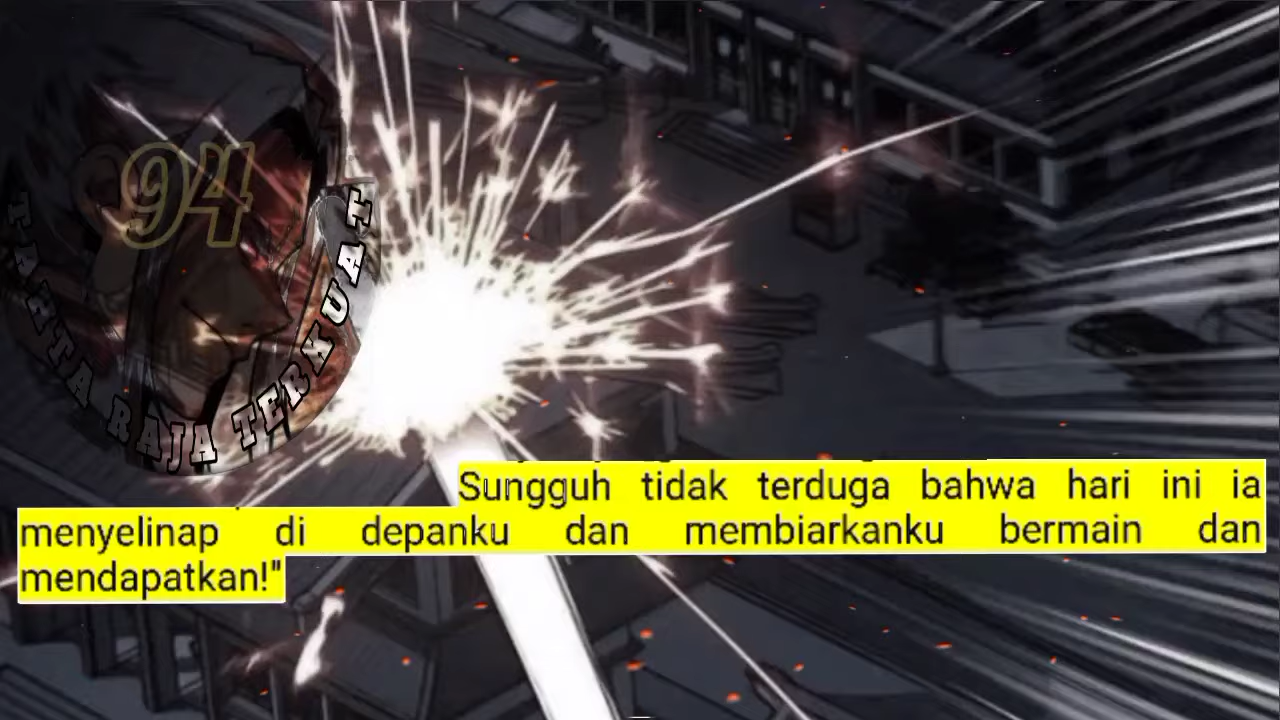 94
TAHTA RAJA TERKUAT
Sungguh tidak terduga bahwa hari ini ia
menyelinap di depanku dan membiarkanku bermain dan
mendapatkan!"